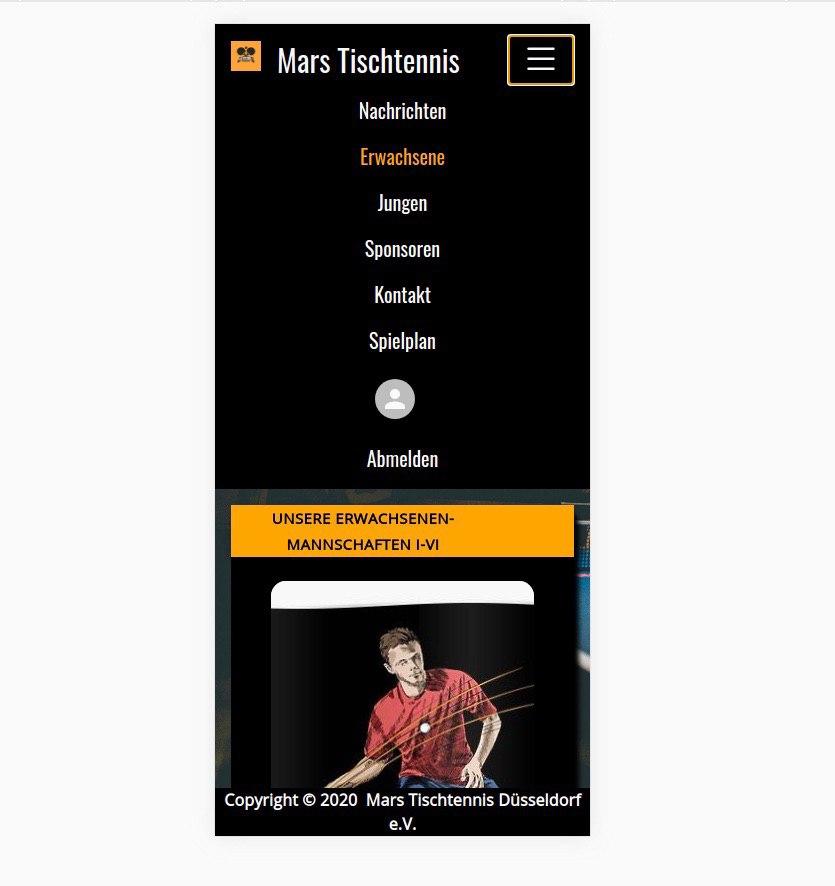 Mars Tischtennis
Nachrichten
Erwachsene
Jungen
Sponsoren
Kontakt
Spielplan
Abmelden
UNSERE ERWACHSENEN-
MANNSCHAFTEN I-VI
Copyright © 2020 Mars Tischtennis Düsseldorf
e.V.